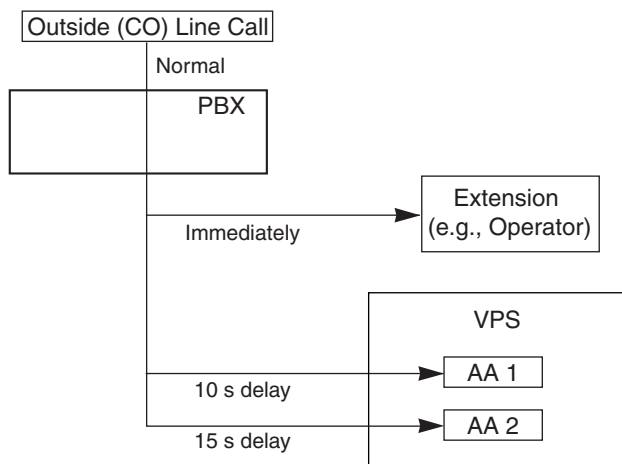 Outside (CO) Line Call
Normal
PBX
Immediately
Extension
(e.g., Operator)
VPS
10 s delay
AA 1
15 s delay
AA 2